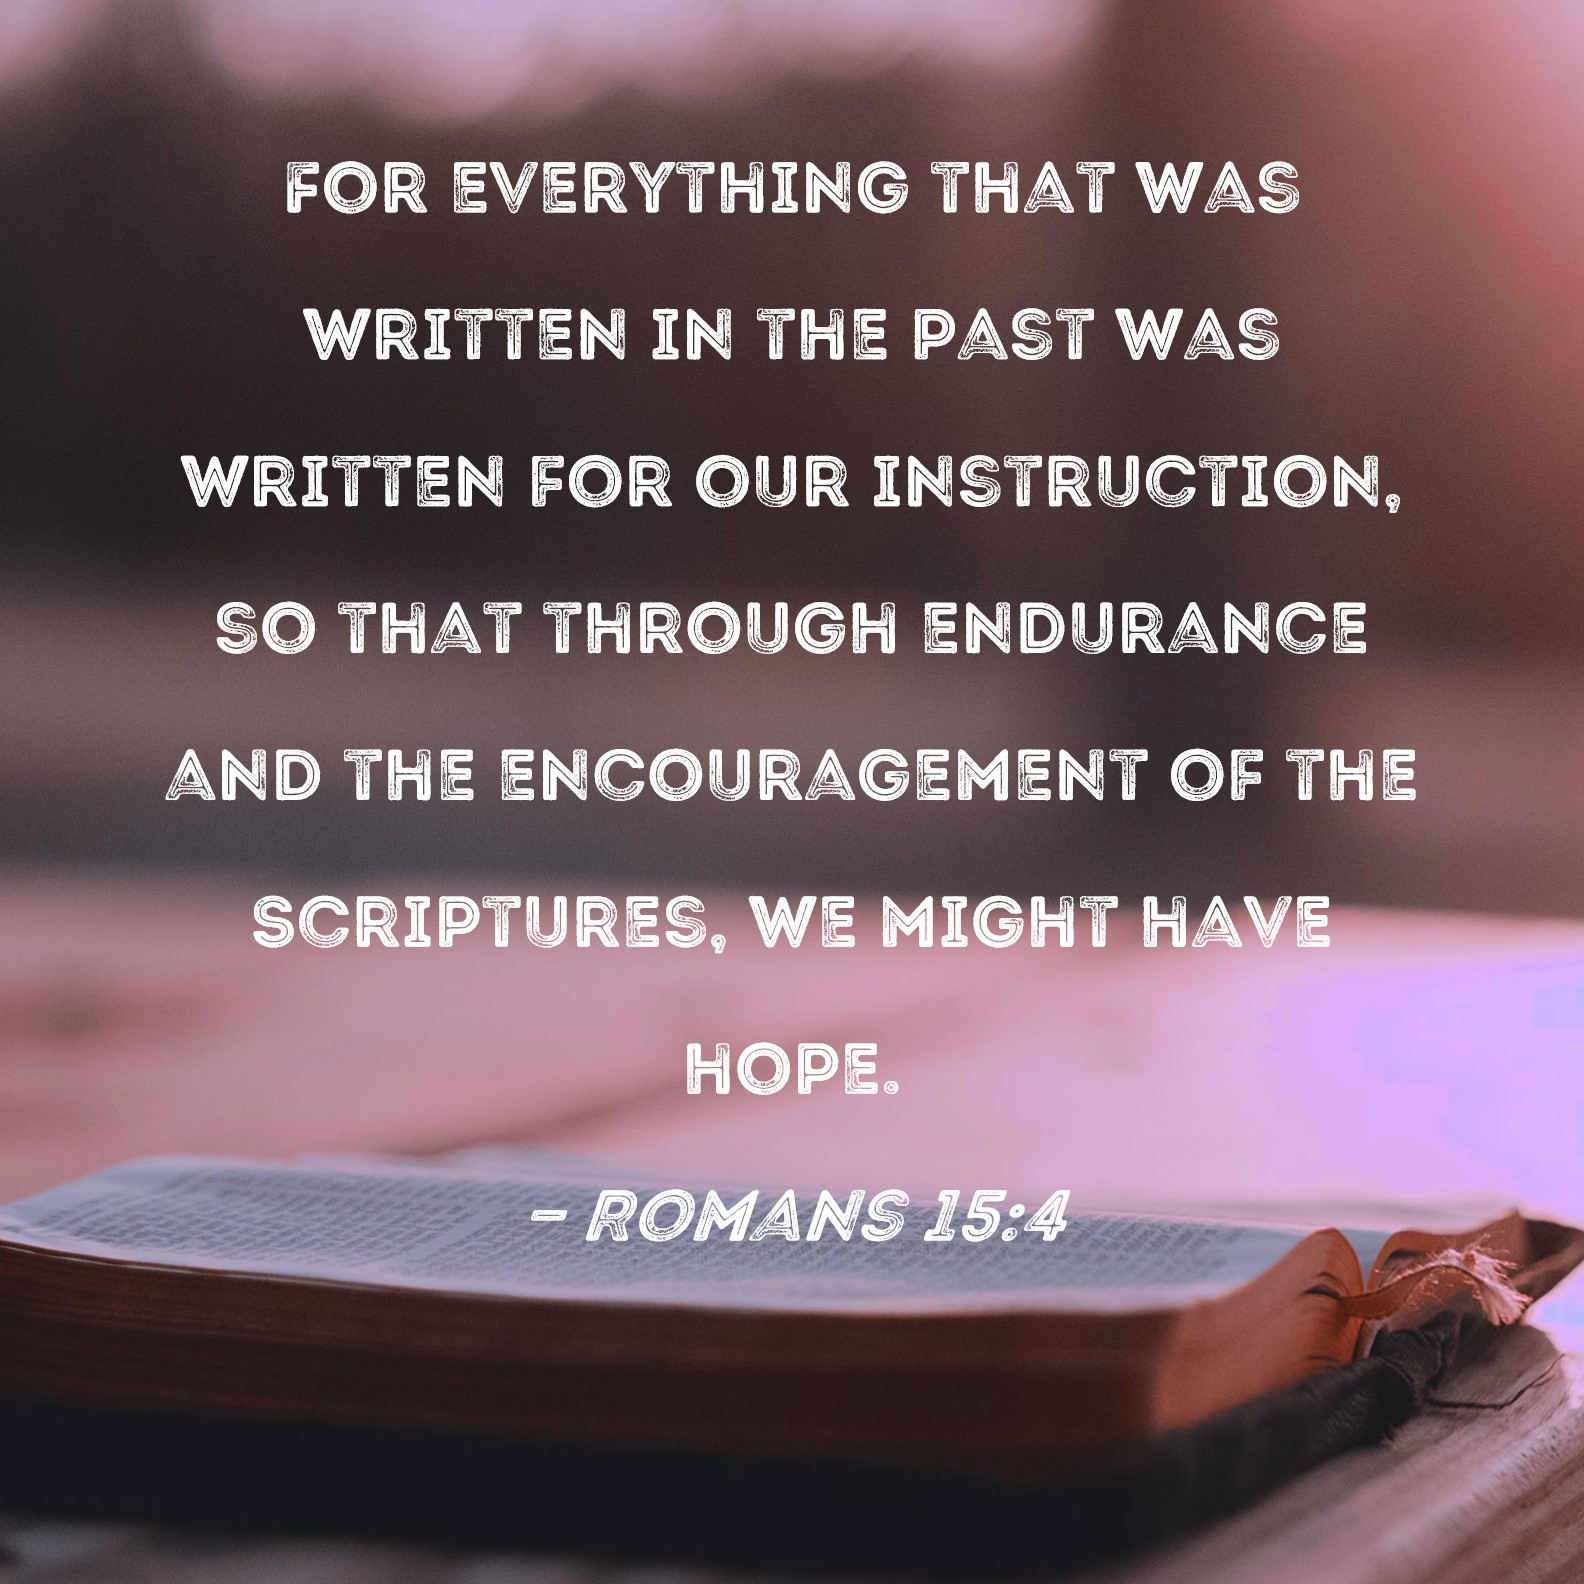 FOR EVERYTHING THAT WAS
WRITTEN IN THE PAST WAS
WRITTEN FOR OUR INSTRUCTION,
SO THAT THROUGH ENDURANCE
AND THE ENCOURAGEMENT OF THE
SCRIPTURES, WE MIGHT HAVE
HOPE.
– ROMANS 15:4